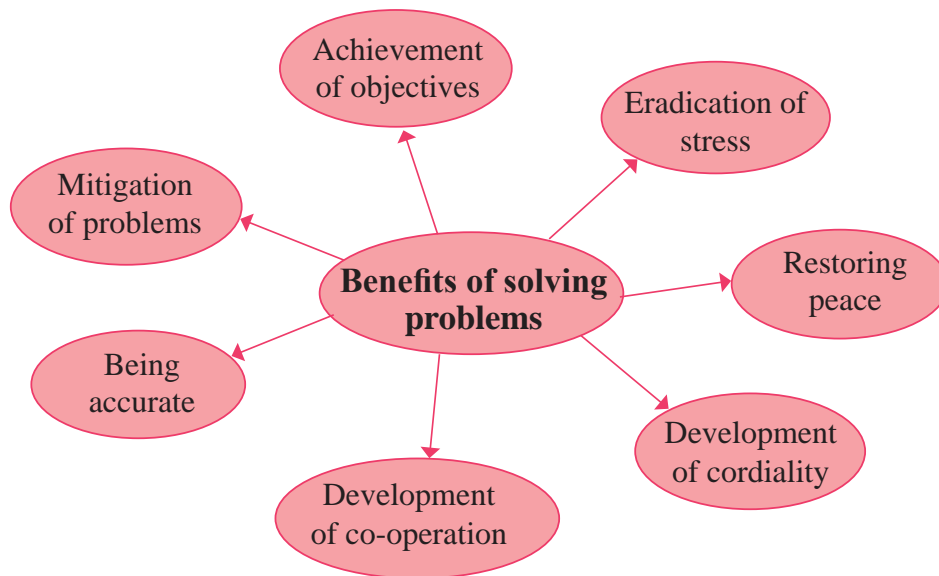 Achievement
of objectives
Eradication of
stress
Mitigation
of problems
Benefits of solving
problems
Restoring
peace
Being
accurate
Development
of cordiality
Development
of co-operation